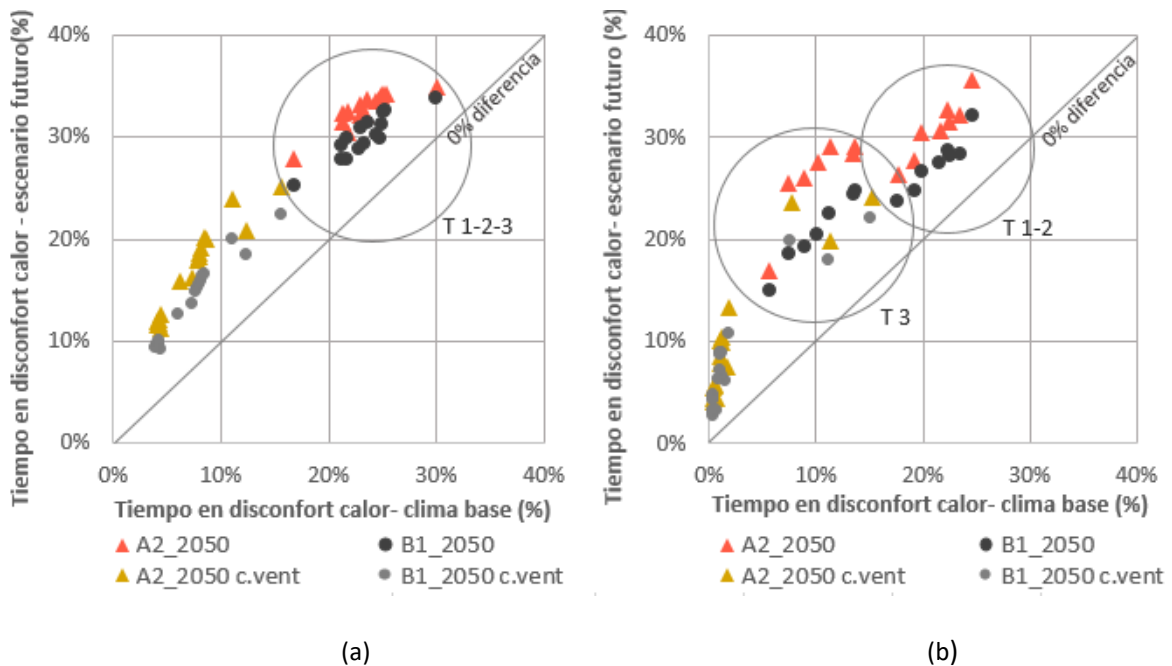 Tiempo en disconfort calor - escenario futuro(%)
40%
30%
20%
10%
0%
0% diferencia
T 1-2-3
0%
10%
20%
30%
40%
Tiempo en disconfort calor- clima base (%)
A2_2050
B1_2050
A2_2050 c.vent
B1_2050 c.vent
(a)
Tiempo en disconfort calor- escenario futuro (%)
40%
30%
20%
10%
0%
0% diferencia
T 1-2
T 3
0%
10%
20%
30%
40%
Tiempo en disconfort calor- clima base (%)
A2_2050
B1_2050
A2_2050 c.vent
B1_2050 c.vent
(b)